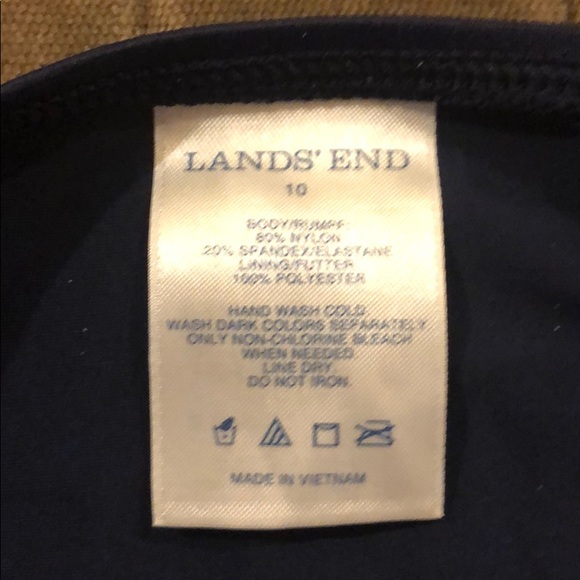 LANDS' END
10
BODY/RUMPF:
80% NYLON
20% SPANDEX/ELASTANE
LINING/FUTTER
100% POLYESTER
HAND WASH COLD.
WASH DARK COLORS SEPARATELY.
ONLY NON-CHLORINE BLEACH
WHEN NEEDED.
LINE DRY.
DO NOT IRON.
MADE IN VIETNAM